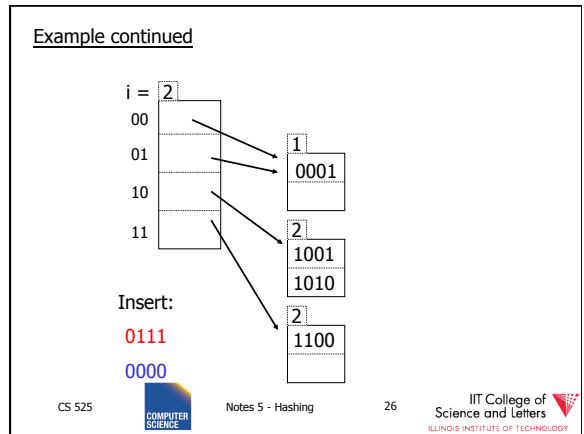 Example continued
i = 2
00
01
10
11
1
0001
2
1001
1010
2
1100
Insert:
0111
0000
CS 525
COMPUTER
SCIENCE
Notes 5 - Hashing
26
IIT College of
Science and Letters
ILLINOIS INSTITUTE OF TECHNOLOGY